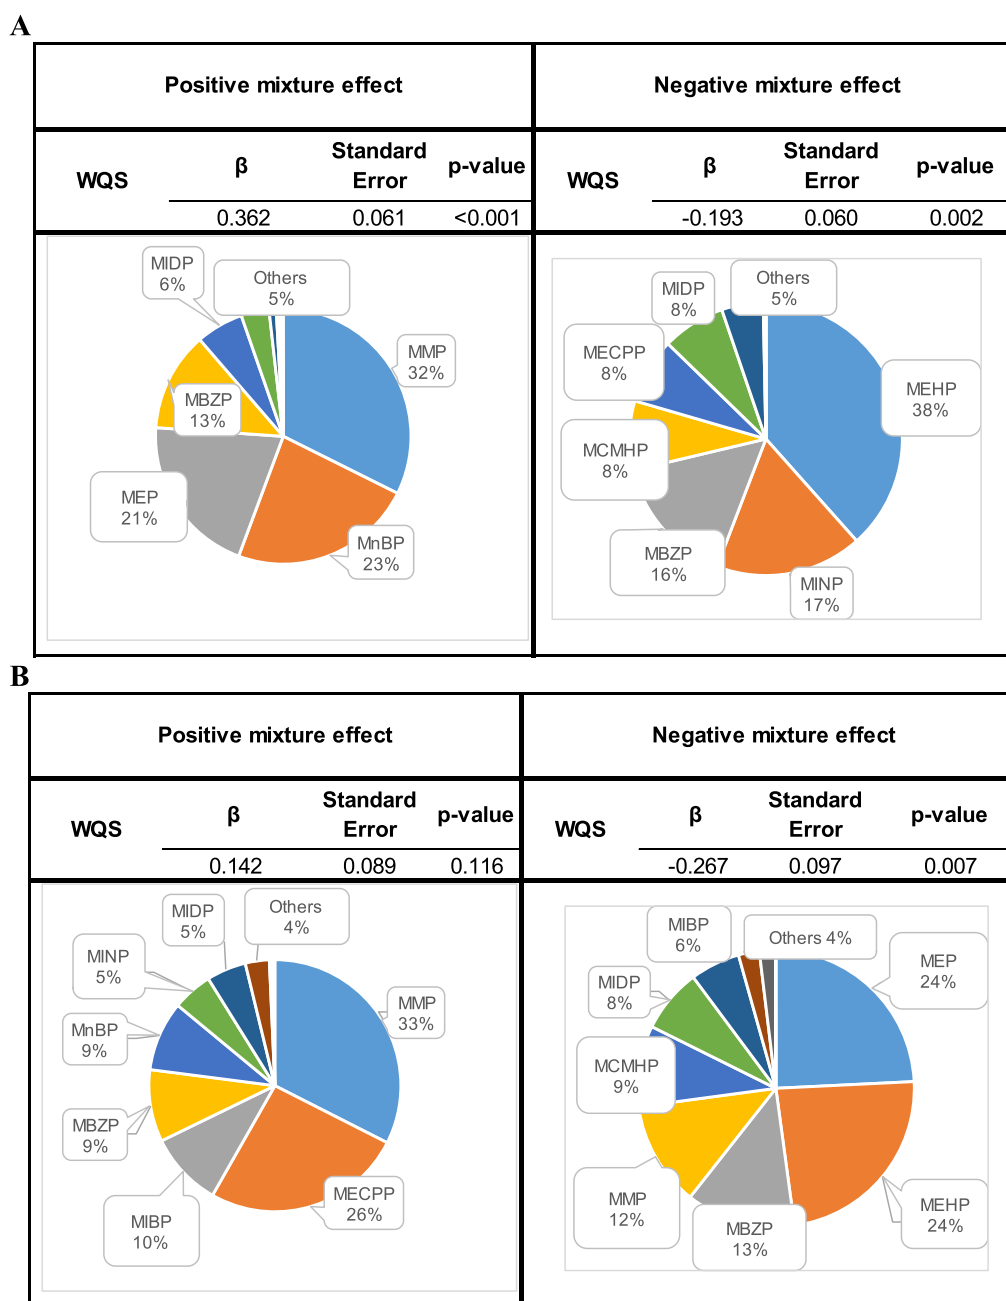 A
Positive mixture effect
Negative mixture effect
WQS
β
Standard
Error
p-value
0.362
0.061
<0.001
WQS
β
Standard
Error
p-value
-0.193
0.060
0.002
MIDP
6%
Others
5%
MMP
32%
MBZP
13%
MEP
21%
MnBP
23%
MIDP
8%
Others
5%
MECPP
8%
MEHP
38%
MCMHP
8%
MBZP
16%
MINP
17%
B
Positive mixture effect
Negative mixture effect
WQS
β
Standard
Error
p-value
0.142
0.089
0.116
WQS
β
Standard
Error
p-value
-0.267
0.097
0.007
MIDP
5%
Others
4%
MINP
5%
MMP
33%
MnBP
9%
MBZP
9%
MIBP
10%
MECPP
26%
MIBP
6%
Others 4%
MEP
24%
MIDP
8%
MCMHP
9%
MMP
12%
MBZP
13%
MEHP
24%